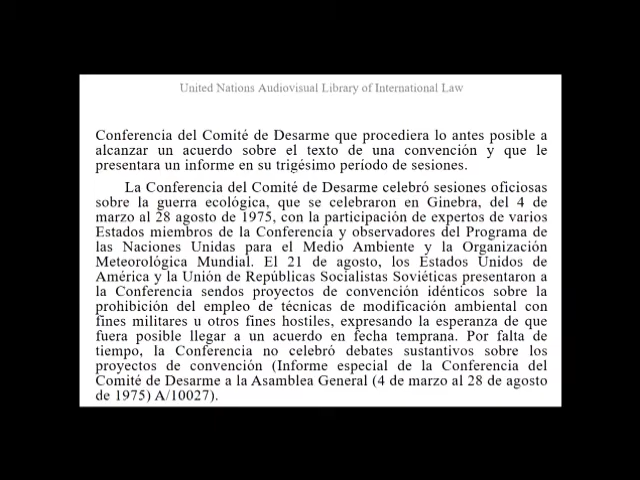 United Nations Audiovisual Library of International Law
Conferencia del Comité de Desarme que procediera lo antes posible a
alcanzar un acuerdo sobre el texto de una convención y que le
presentara un informe en su trigésimo período de sesiones.
La Conferencia del Comité de Desarme celebró sesiones oficiosas
sobre la guerra ecológica, que se celebraron en Ginebra, del 4 de
marzo al 28 agosto de 1975, con la participación de expertos de varios
Estados miembros de la Conferencia y observadores del Programa de
las Naciones Unidas para el Medio Ambiente y la Organización
Meteorológica Mundial. El 21 de agosto, los Estados Unidos de
América y la Unión de Repúblicas Socialistas Soviéticas presentaron a
la Conferencia sendos proyectos de convención idénticos sobre la
prohibición del empleo de técnicas de modificación ambiental con
fines militares u otros fines hostiles, expresando la esperanza de que
fuera posible llegar a un acuerdo en fecha temprana. Por falta de
tiempo, la Conferencia no celebró debates sustantivos sobre los
proyectos de convención (Informe especial de la Conferencia del
Comité de Desarme a la Asamblea General (4 de marzo al 28 de agosto
de 1975) A/10027).